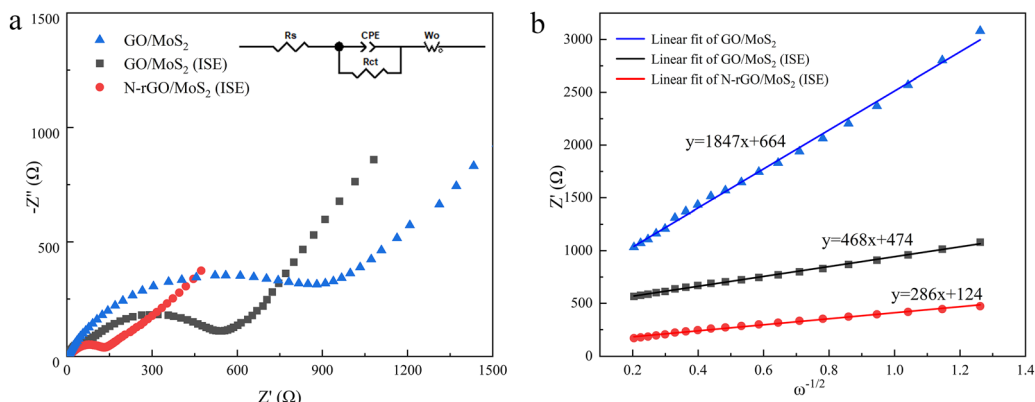 a
1500
1000
500
0
-Z" (Ω)
0
300
600
900
1200
1500
Z' (Ω)
GO/MoS₂
GO/MoS₂ (ISE)
N-rGO/MoS₂ (ISE)
Rs
CPE
Wo
Rct
b
3000
2500
2000
1500
1000
500
0
Z' (Ω)
0.2
0.4
0.6
0.8
1.0
1.2
1.4
ω⁻¹/²
Linear fit of GO/MoS₂
Linear fit of GO/MoS₂ (ISE)
Linear fit of N-rGO/MoS₂ (ISE)
y=1847x+664
y=468x+474
y=286x+124